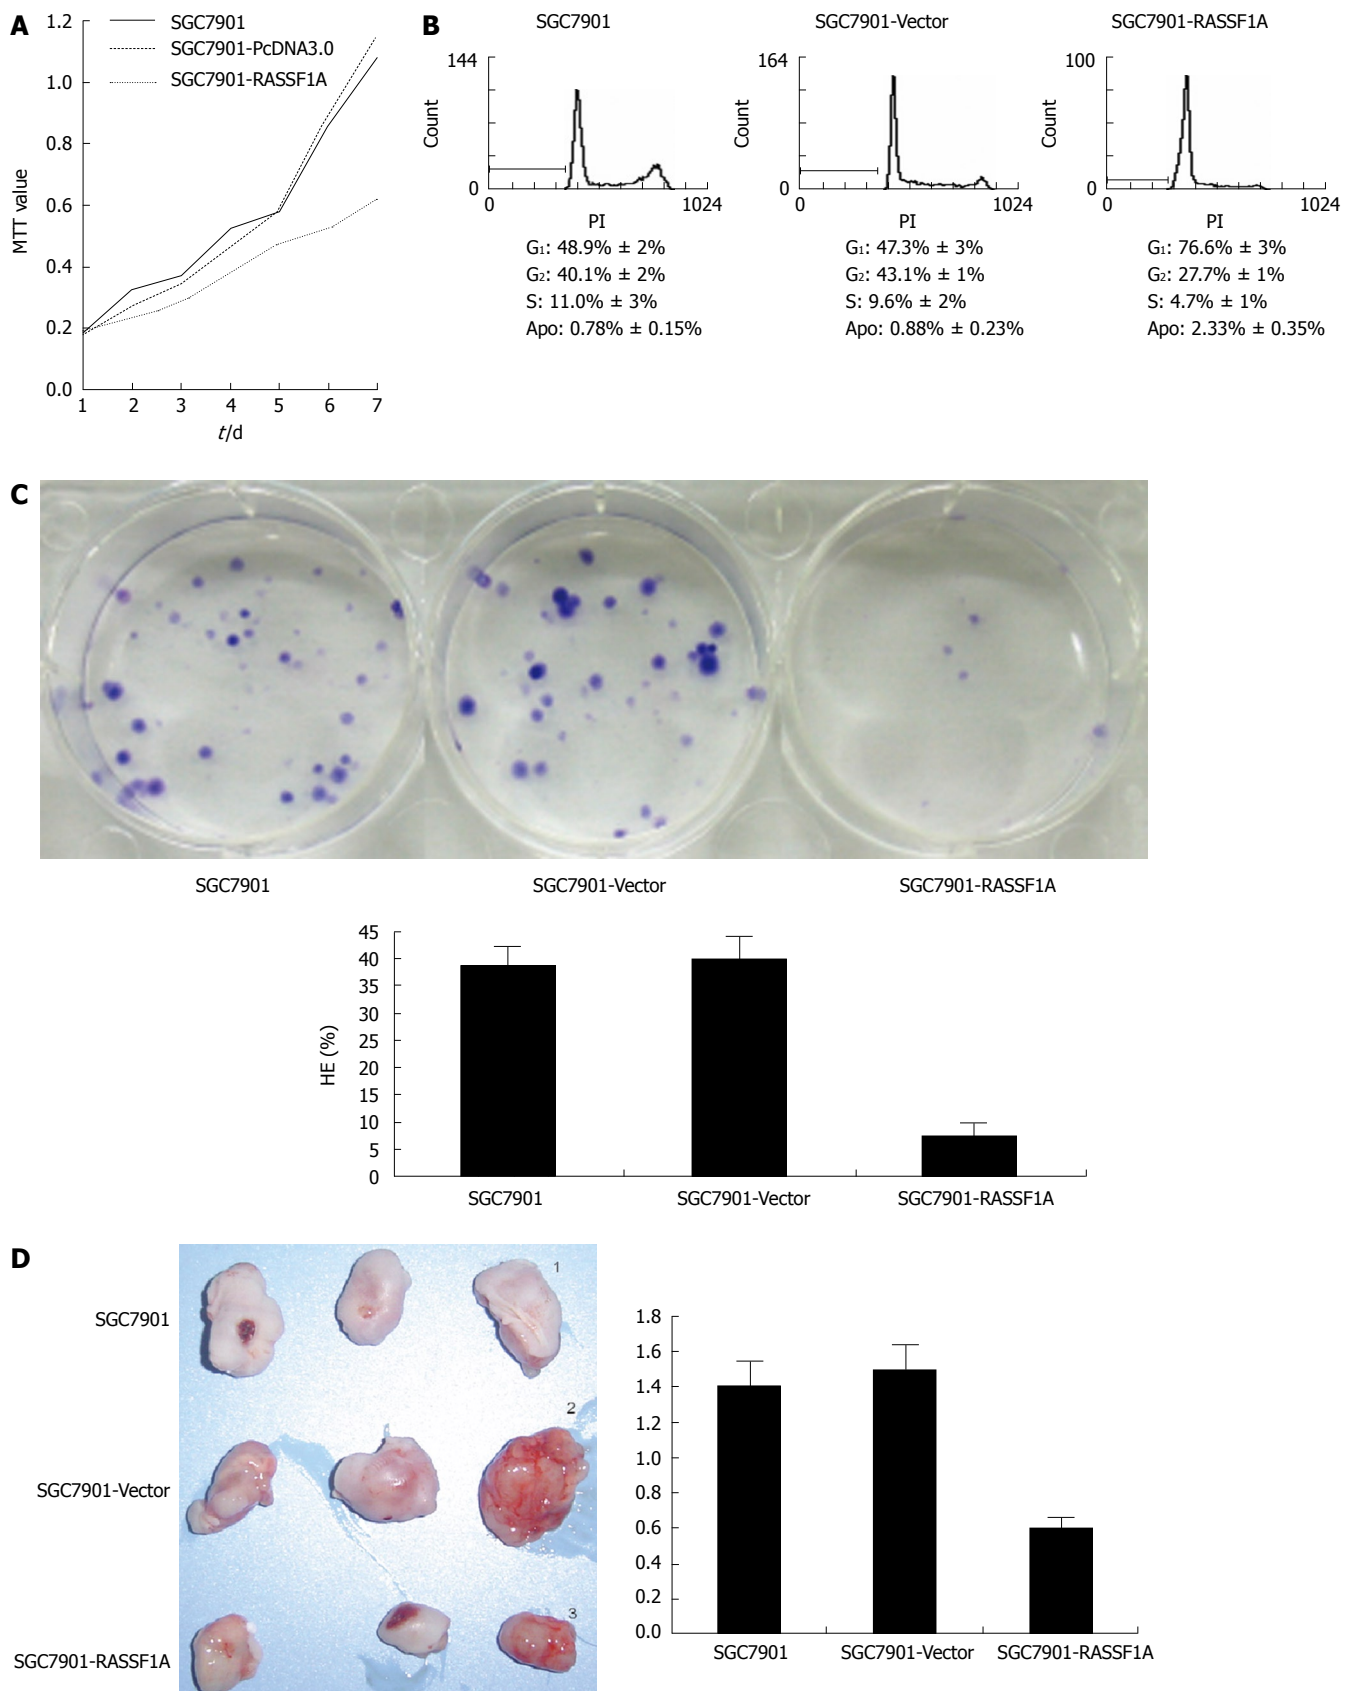 A
1.2
1.0
0.8
0.6
0.4
0.2
0.0
MTT value
1 2 3 4 5 6 7
t/d
SGC7901
SGC7901-PcDNA3.0
SGC7901-RASSF1A
B
SGC7901
144
Count
0
0 1024
PI
G1: 48.9% ± 2%
G2: 40.1% ± 2%
S: 11.0% ± 3%
Apo: 0.78% ± 0.15%
SGC7901-Vector
164
Count
0
0 1024
PI
G1: 47.3% ± 3%
G2: 43.1% ± 1%
S: 9.6% ± 2%
Apo: 0.88% ± 0.23%
SGC7901-RASSF1A
100
Count
0
0 1024
PI
G1: 76.6% ± 3%
G2: 27.7% ± 1%
S: 4.7% ± 1%
Apo: 2.33% ± 0.35%
C
SGC7901 SGC7901-Vector SGC7901-RASSF1A
45
40
35
30
25
20
15
10
5
0
HE (%)
SGC7901 SGC7901-Vector SGC7901-RASSF1A
D
SGC7901
1
SGC7901-Vector
2
SGC7901-RASSF1A
3
1.8
1.6
1.4
1.2
1.0
0.8
0.6
0.4
0.2
0.0
SGC7901 SGC7901-Vector SGC7901-RASSF1A